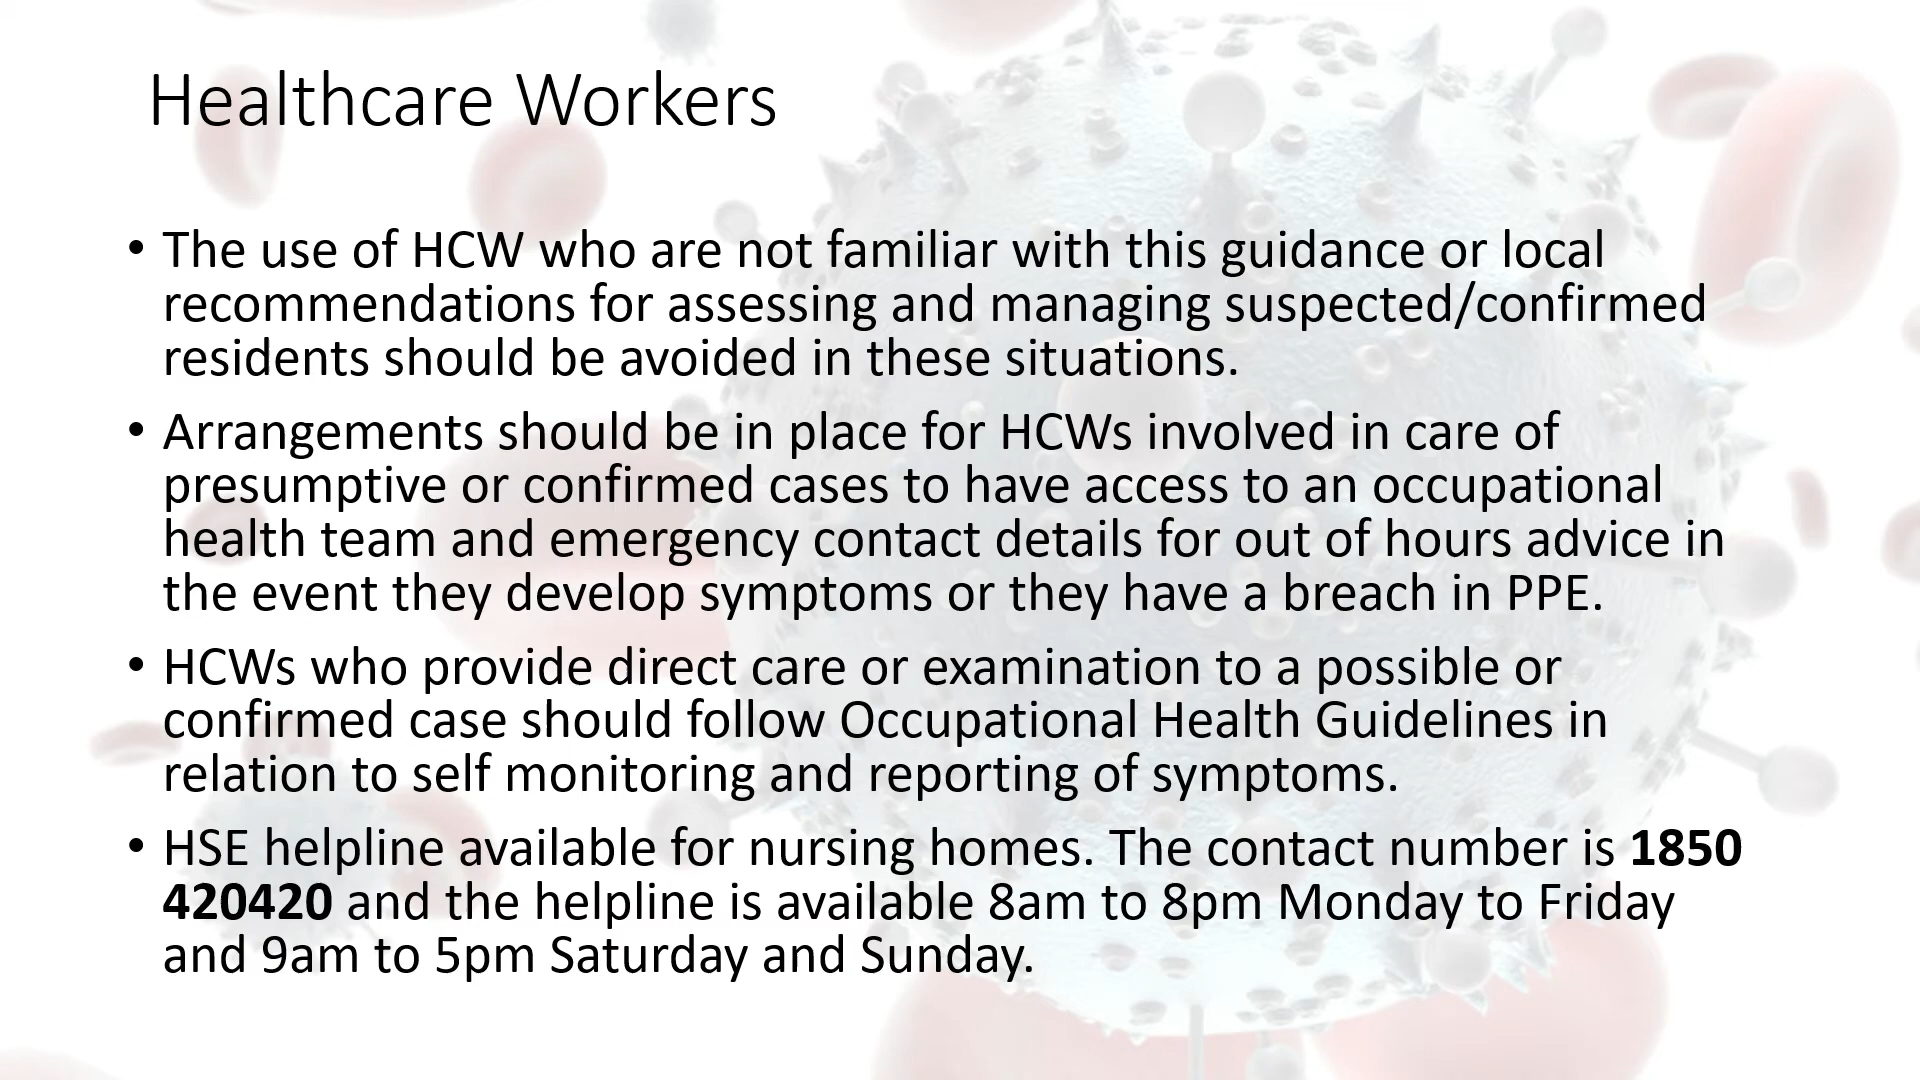 Healthcare Workers
• The use of HCW who are not familiar with this guidance or local
recommendations for assessing and managing suspected/confirmed
residents should be avoided in these situations.
• Arrangements should be in place for HCWs involved in care of
presumptive or confirmed cases to have access to an occupational
health team and emergency contact details for out of hours advice in
the event they develop symptoms or they have a breach in PPE.
• HCWs who provide direct care or examination to a possible or
confirmed case should follow Occupational Health Guidelines in
relation to self monitoring and reporting of symptoms.
• HSE helpline available for nursing homes. The contact number is 1850
420420 and the helpline is available 8am to 8pm Monday to Friday
and 9am to 5pm Saturday and Sunday.